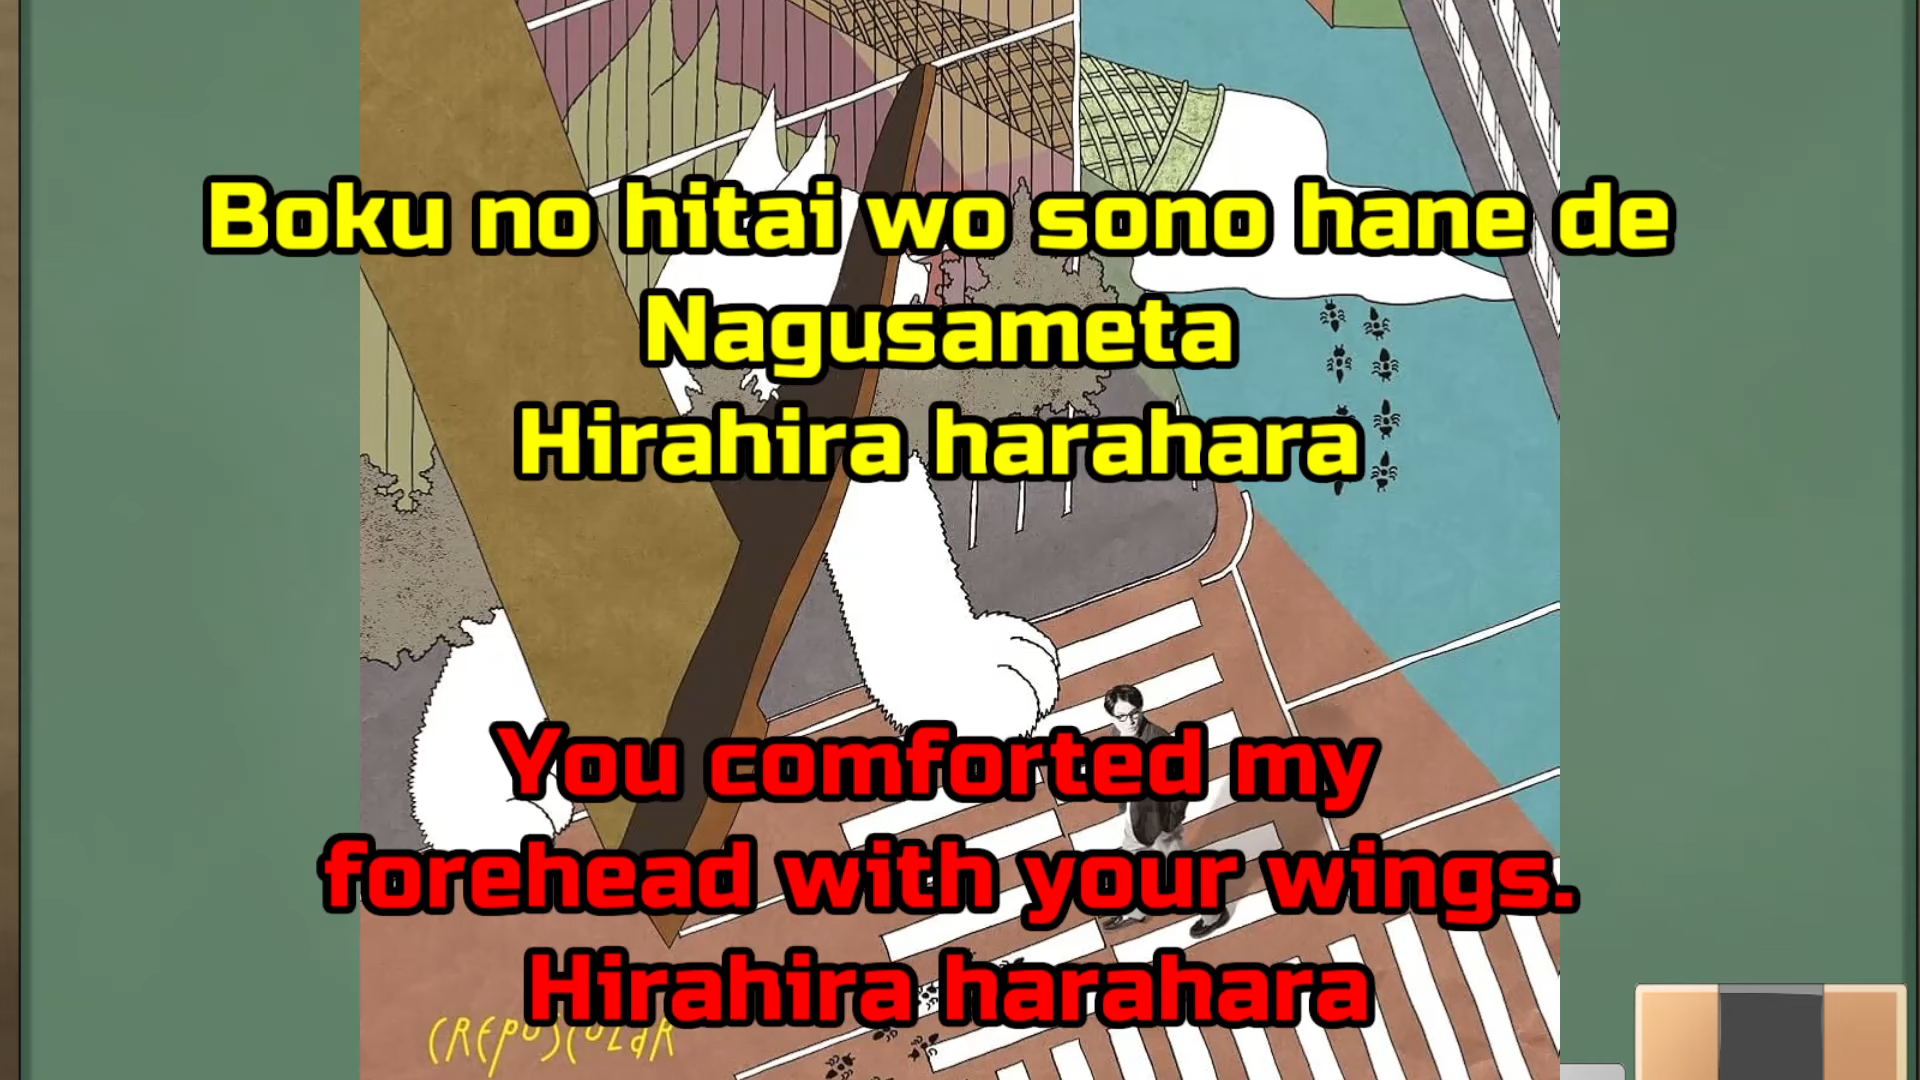 Boku no hitai wo sono hane de
Nagusameta
Hirahira harahara
You comforted my
forehead with your wings.
Hirahira harahara
CREPUSCULAR